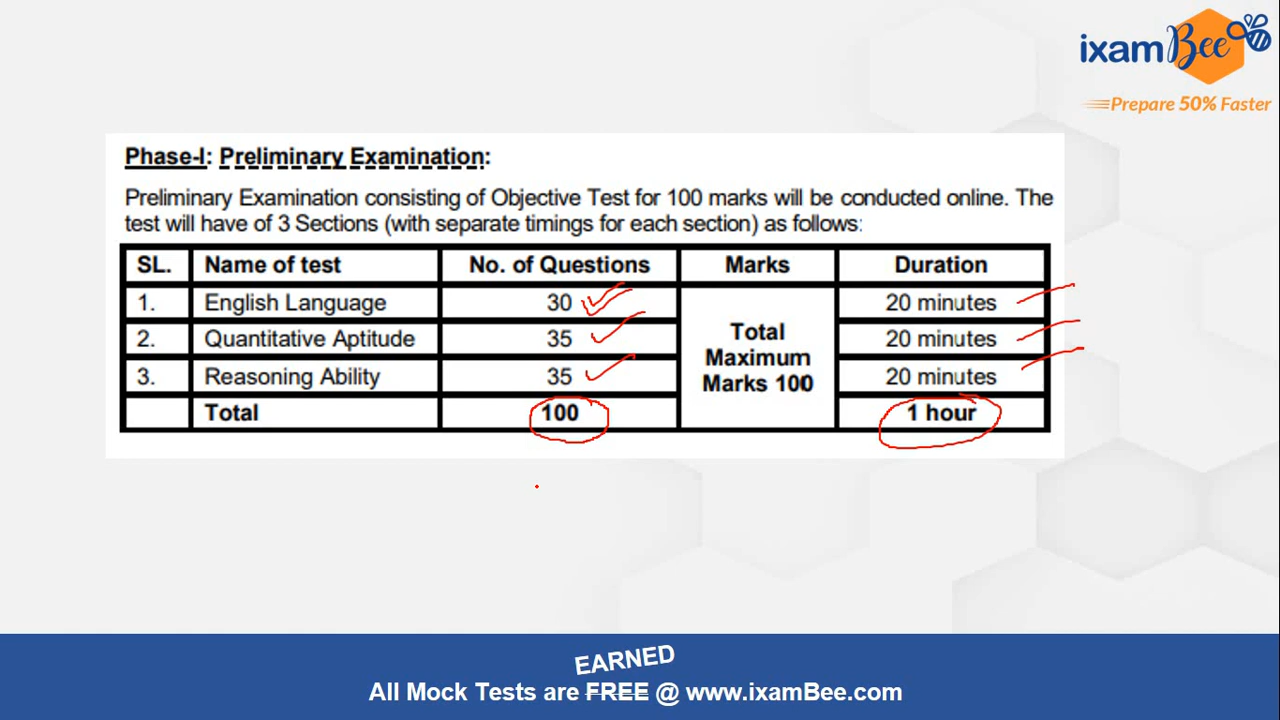 ixamBee
Prepare 50% Faster
Phase-I: Preliminary Examination:
Preliminary Examination consisting of Objective Test for 100 marks will be conducted online. The
test will have of 3 Sections (with separate timings for each section) as follows:
SL. Name of test No. of Questions Marks Duration
1. English Language 30 20 minutes
2. Quantitative Aptitude 35 20 minutes
3. Reasoning Ability 35 20 minutes
Total Maximum Marks 100
Total 100 1 hour
EARNED
All Mock Tests are FREE @ www.ixamBee.com